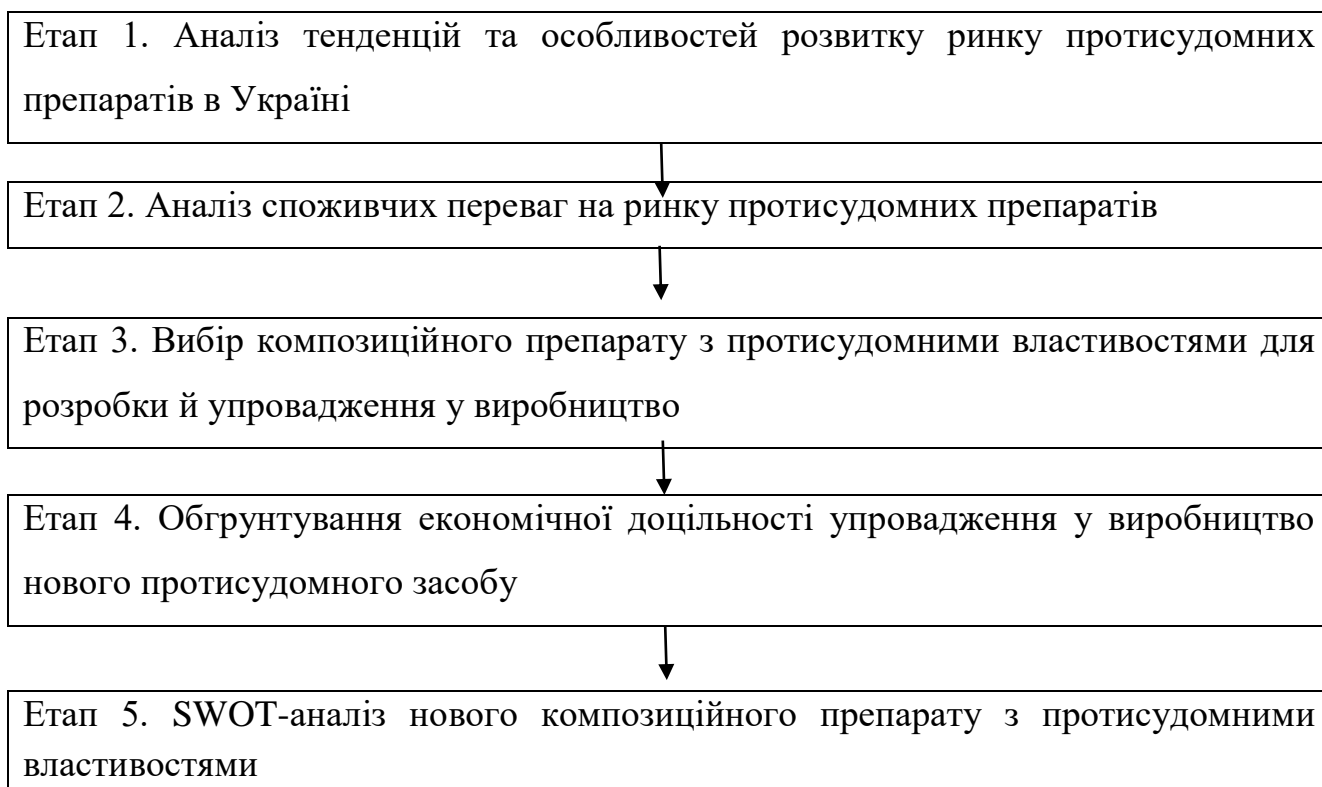 Етап 1. Аналіз тенденцій та особливостей розвитку ринку протисудомних
препаратів в Україні
Етап 2. Аналіз споживчих переваг на ринку протисудомних препаратів
Етап 3. Вибір композиційного препарату з протисудомними властивостями для
розробки й упровадження у виробництво
Етап 4. Обгрунтування економічної доцільності упровадження у виробництво
нового протисудомного засобу
Етап 5. SWOT-аналіз нового композиційного препарату з протисудомними
властивостями